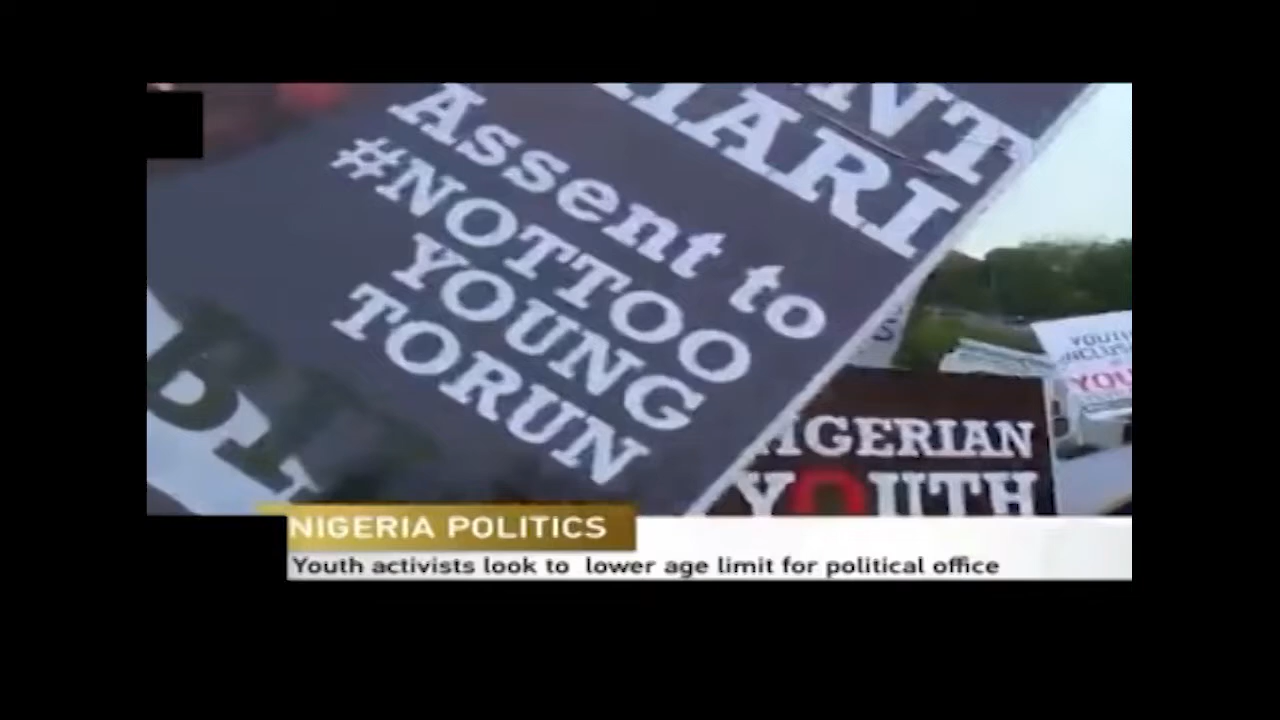 Assent to
#NOTTOO
YOUNG
TORUN
NIGERIAN
YOUTH
YOU
NIGERIA POLITICS
Youth activists look to lower age limit for political office